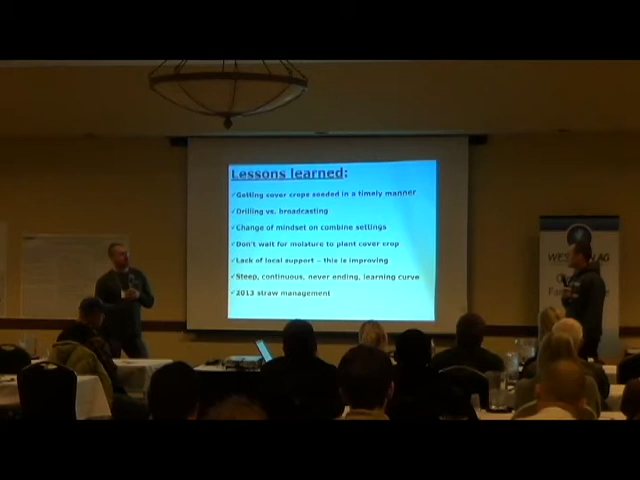 Lessons learned:
✓Getting cover crops seeded in a timely manner
✓Drilling vs. broadcasting
✓Change of mindset on combine settings
✓Don't wait for moisture to plant cover crop
✓Lack of local support – this is improving
✓Steep, continuous, never ending, learning curve
✓2013 straw management
WES
AG